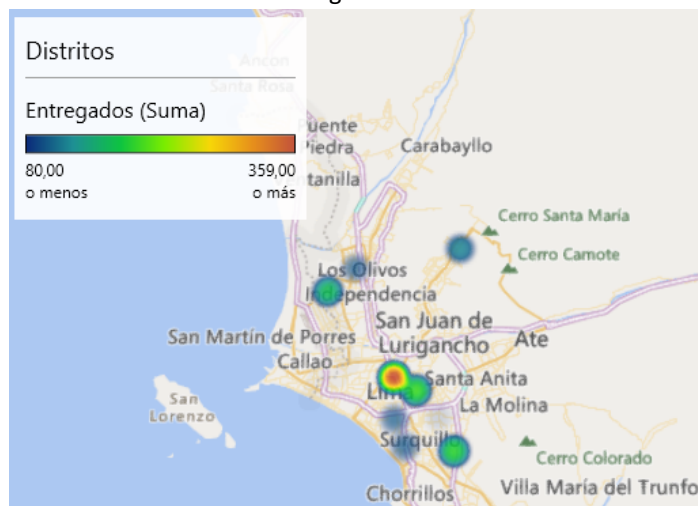 Distritos
Entregados (Suma)
80,00
o menos
359,00
o más
Ancon
Santa Rosa
Puente
Piedra
Carabayllo
tanilla
Cerro Santa María
Cerro Camote
Los Olivos
Independencia
San Juan de
Lurigancho
Ate
San Martín de Porres
Callao
Santa Anita
Lima
La Molina
San
Lorenzo
Surquillo
Cerro Colorado
Chorrillos
Villa María del Trunfo